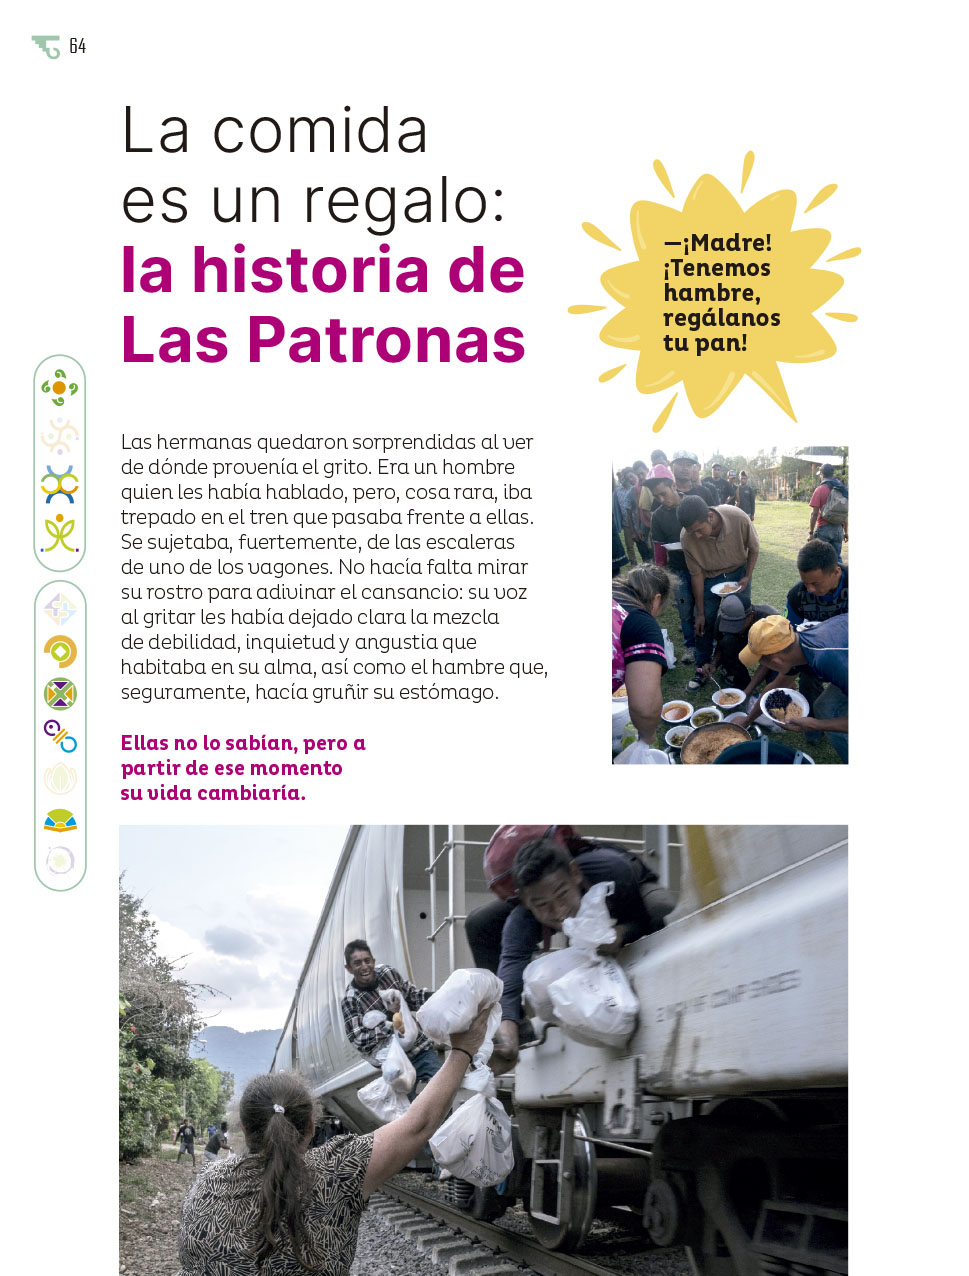 64
La comida
es un regalo:
la historia de
Las Patronas
—¡Madre!
¡Tenemos
hambre,
regálanos
tu pan!
Las hermanas quedaron sorprendidas al ver
de dónde provenía el grito. Era un hombre
quien les había hablado, pero, cosa rara, iba
trepado en el tren que pasaba frente a ellas.
Se sujetaba, fuertemente, de las escaleras
de uno de los vagones. No hacía falta mirar
su rostro para adivinar el cansancio: su voz
al gritar les había dejado clara la mezcla
de debilidad, inquietud y angustia que
habitaba en su alma, así como el hambre que,
seguramente, hacía gruñir su estómago.
Ellas no lo sabían, pero a
partir de ese momento
su vida cambiaría.
COMP SHOES